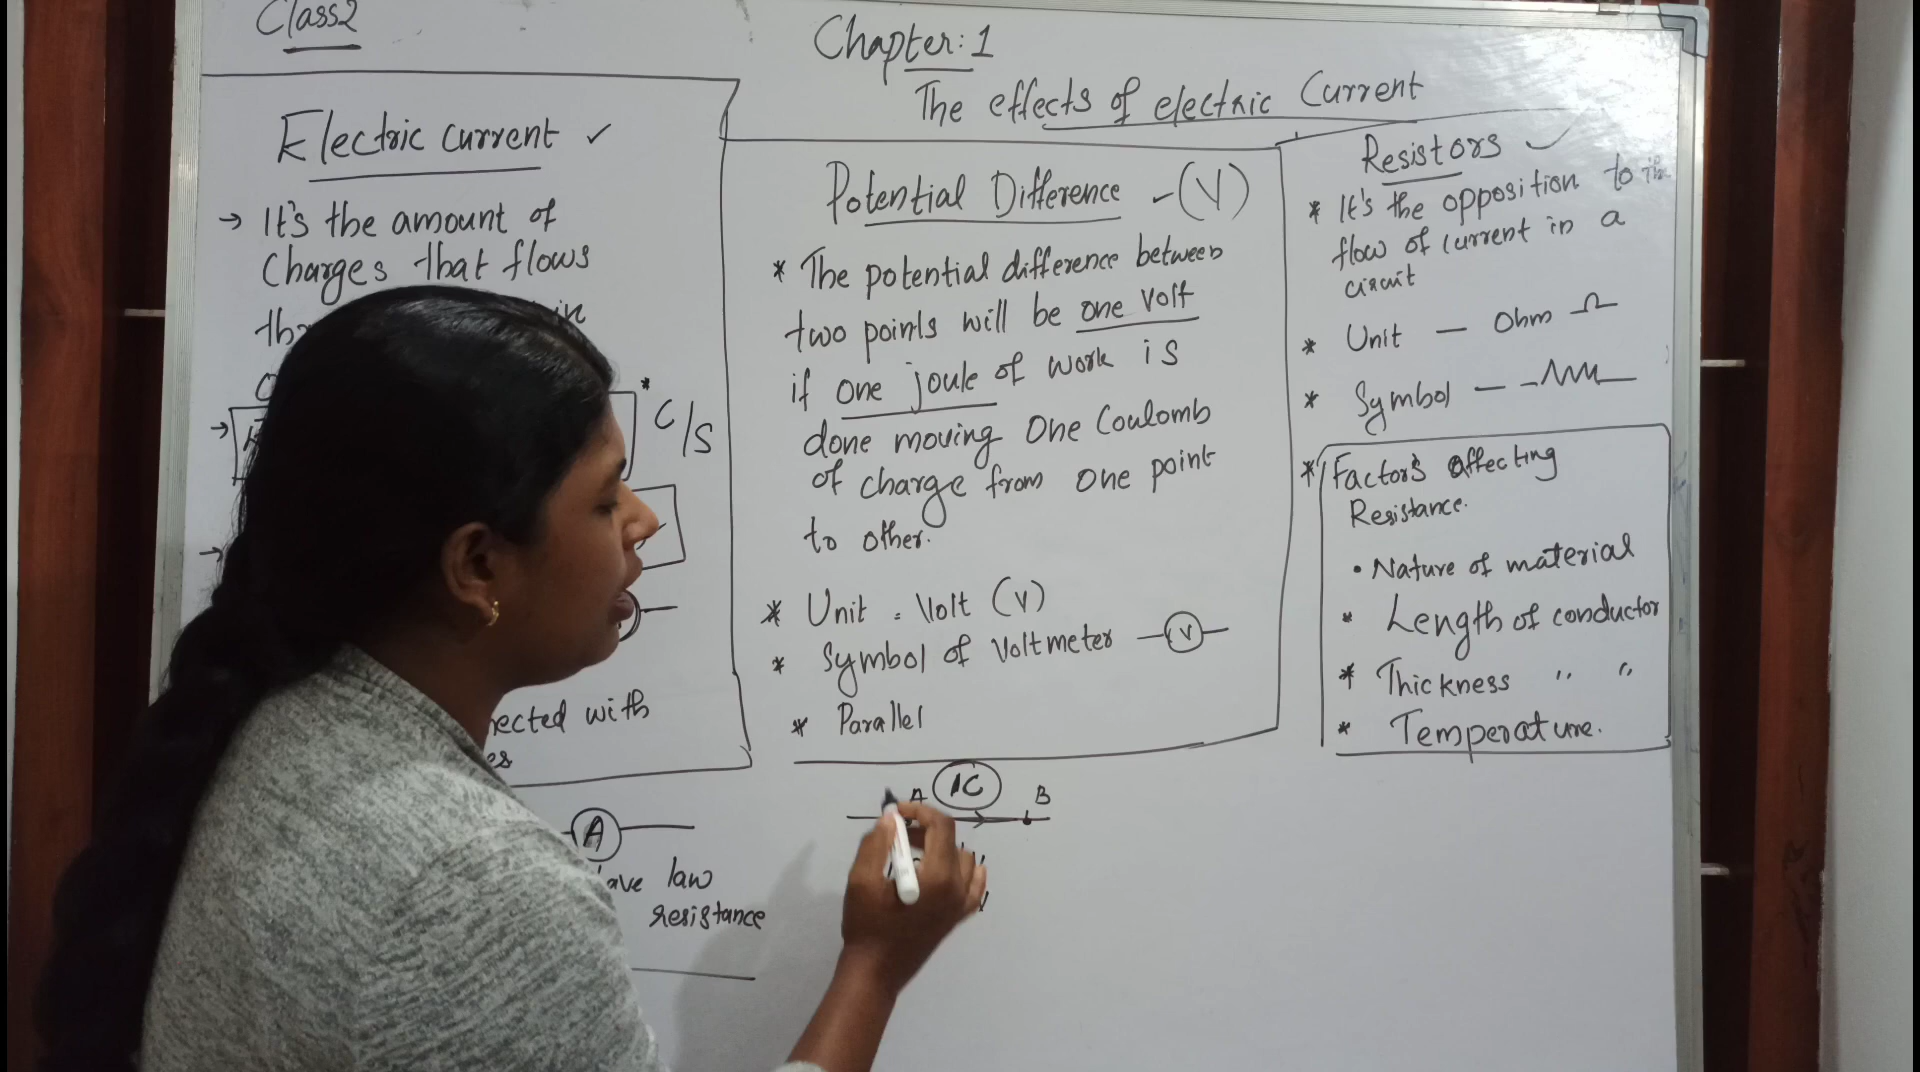 Class2
Chapter:1
The effects of electric Current
Electric current
→ It's the amount of
Charges that flows
in
C/S
nected with
es
A
ave law
resistance
Potential Difference - (V)
* The potential difference between
two points will be one volt
if one joule of work is
done moving One Coulomb
of charge from one point
to other.
* Unit = Volt (V)
* Symbol of Voltmeter V
* Parallel
A 1C B
Resistors
* It's the opposition to the
flow of current in a
circuit
* Unit - Ohm Ω
* Symbol -
* Factors affecting
Resistance.
• Nature of material
* Length of conductor
* Thickness " "
* Temperature.